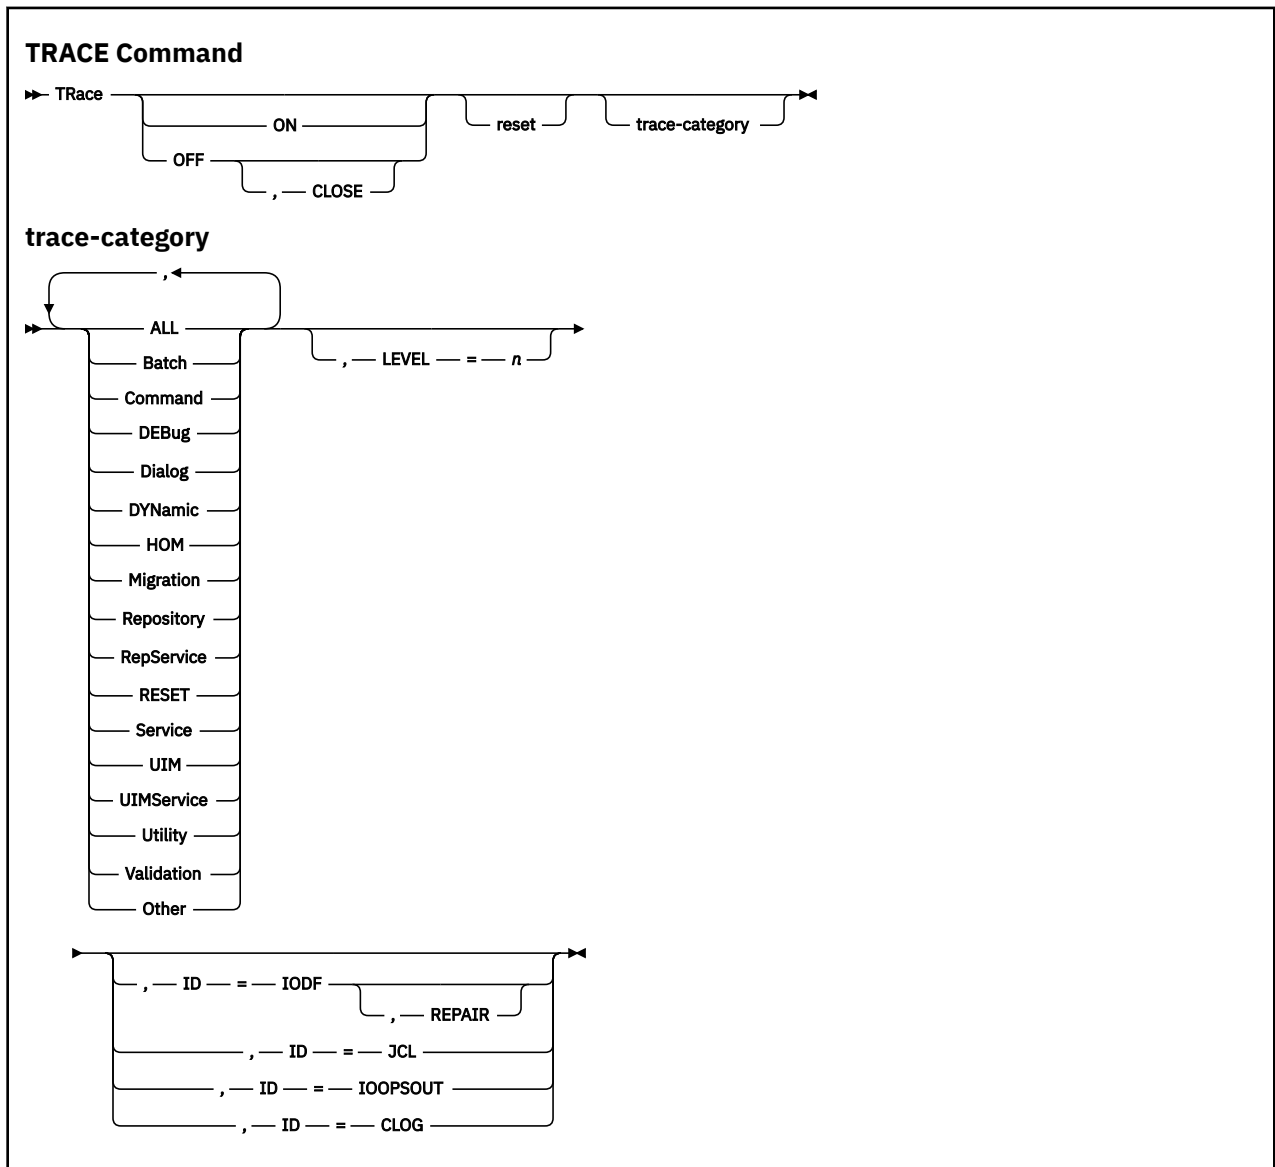 TRACE Command
TRace
ON reset trace-category
OFF
, CLOSE
trace-category
,
ALL
Batch , LEVEL = n
Command
DEBug
Dialog
DYNamic
HOM
Migration
Repository
RepService
RESET
Service
UIM
UIMService
Utility
Validation
Other
, ID = IODF
, REPAIR
, ID = JCL
, ID = IOOPSOUT
, ID = CLOG